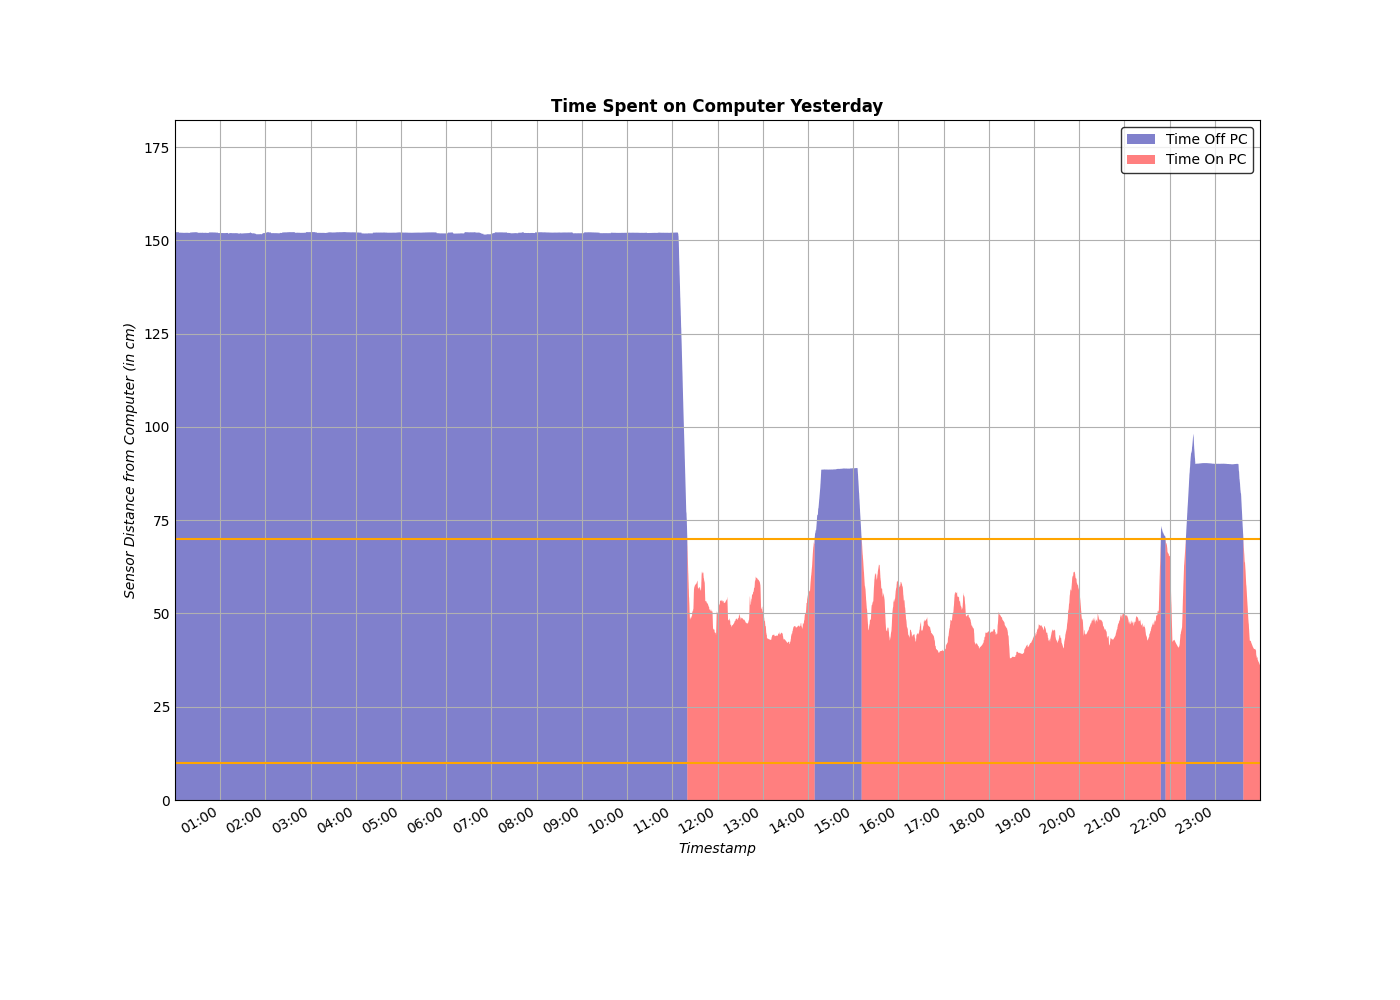 Time Spent on Computer Yesterday
Time Off PC
Time On PC
Sensor Distance from Computer (in cm)
175
150
125
100
75
50
25
0
01:00 02:00 03:00 04:00 05:00 06:00 07:00 08:00 09:00 10:00 11:00 12:00 13:00 14:00 15:00 16:00 17:00 18:00 19:00 20:00 21:00 22:00 23:00
Timestamp